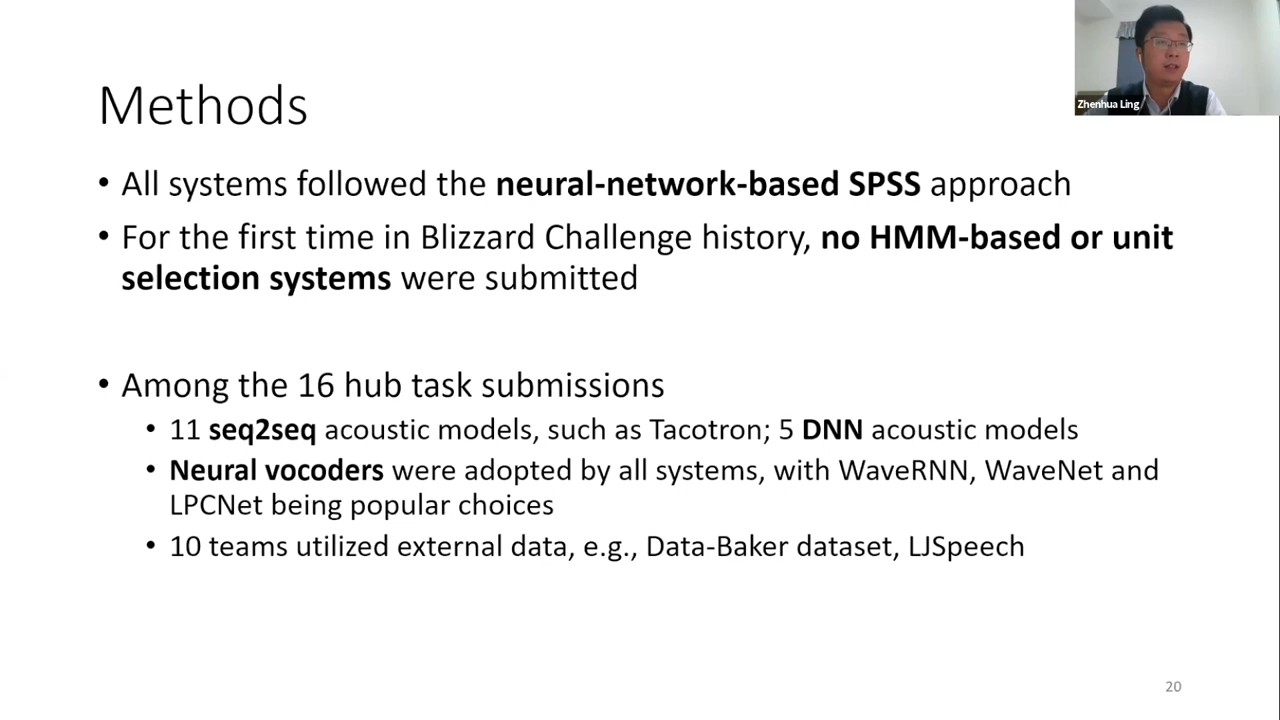 Zhenhua Ling
Methods
• All systems followed the neural-network-based SPSS approach
• For the first time in Blizzard Challenge history, no HMM-based or unit
selection systems were submitted
• Among the 16 hub task submissions
• 11 seq2seq acoustic models, such as Tacotron; 5 DNN acoustic models
• Neural vocoders were adopted by all systems, with WaveRNN, WaveNet and
LPCNet being popular choices
• 10 teams utilized external data, e.g., Data-Baker dataset, LJSpeech
20